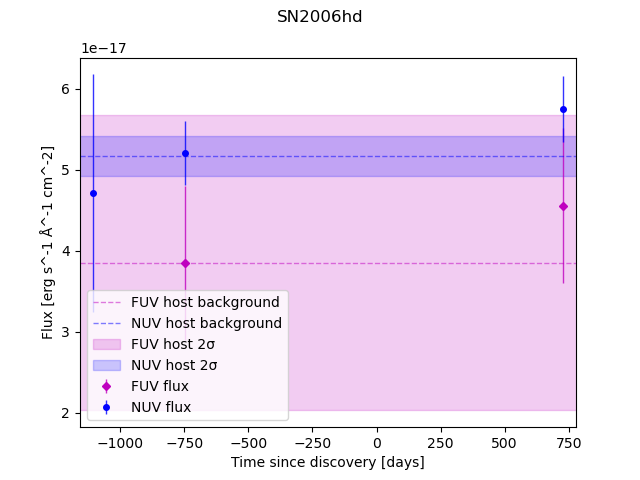 SN2006hd
1e−17
6
5
4
3
2
Flux [erg s^-1 Å^-1 cm^-2]
FUV host background
NUV host background
FUV host 2σ
NUV host 2σ
FUV flux
NUV flux
−1000 −750 −500 −250 0 250 500 750
Time since discovery [days]